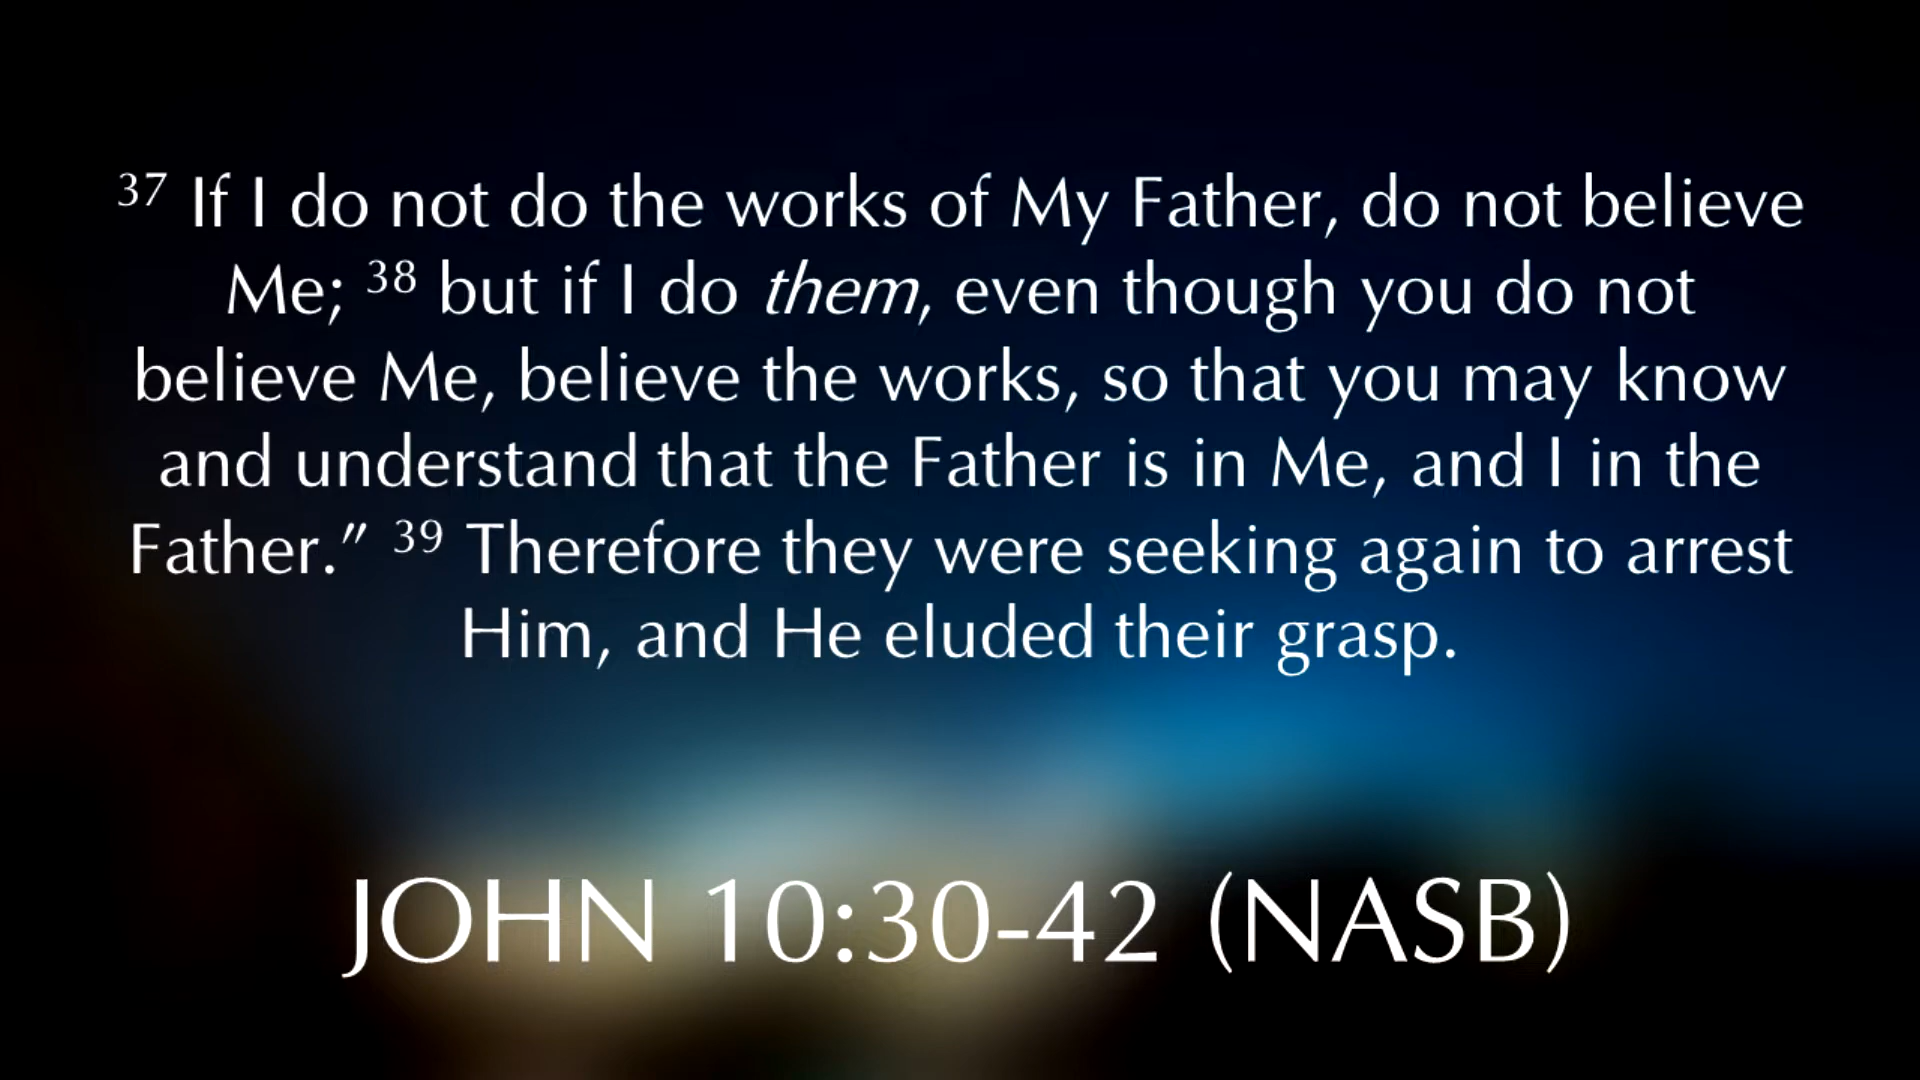 37 If I do not do the works of My Father, do not believe
Me; 38 but if I do them, even though you do not
believe Me, believe the works, so that you may know
and understand that the Father is in Me, and I in the
Father.” 39 Therefore they were seeking again to arrest
Him, and He eluded their grasp.
JOHN 10:30-42 (NASB)